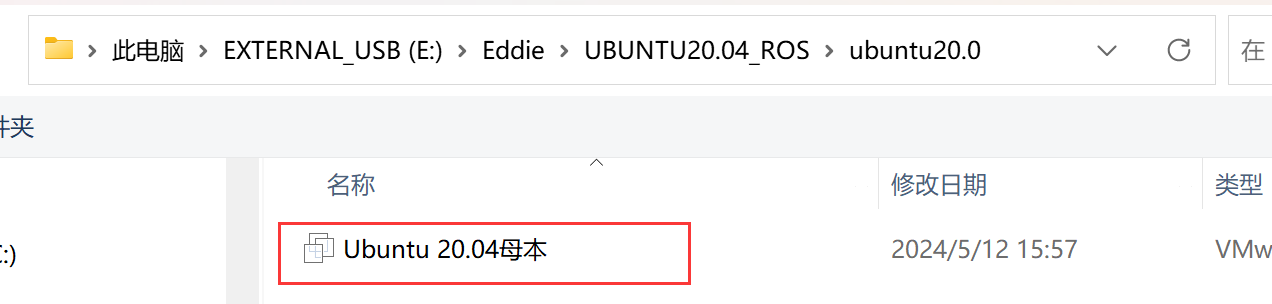 此电脑 EXTERNAL_USB (E:) Eddie UBUNTU20.04_ROS ubuntu20.0 在
件夹
名称 修改日期 类型
:) Ubuntu 20.04母本 2024/5/12 15:57 VMw